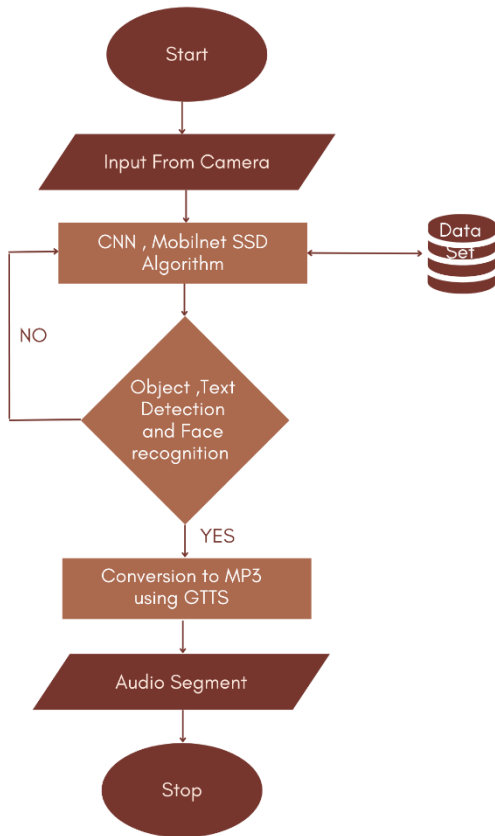 Start
Input From Camera
CNN , Mobilnet SSD
Algorithm
Data
Set
NO
Object ,Text
Detection
and Face
recognition
YES
Conversion to MP3
using GTTS
Audio Segment
Stop